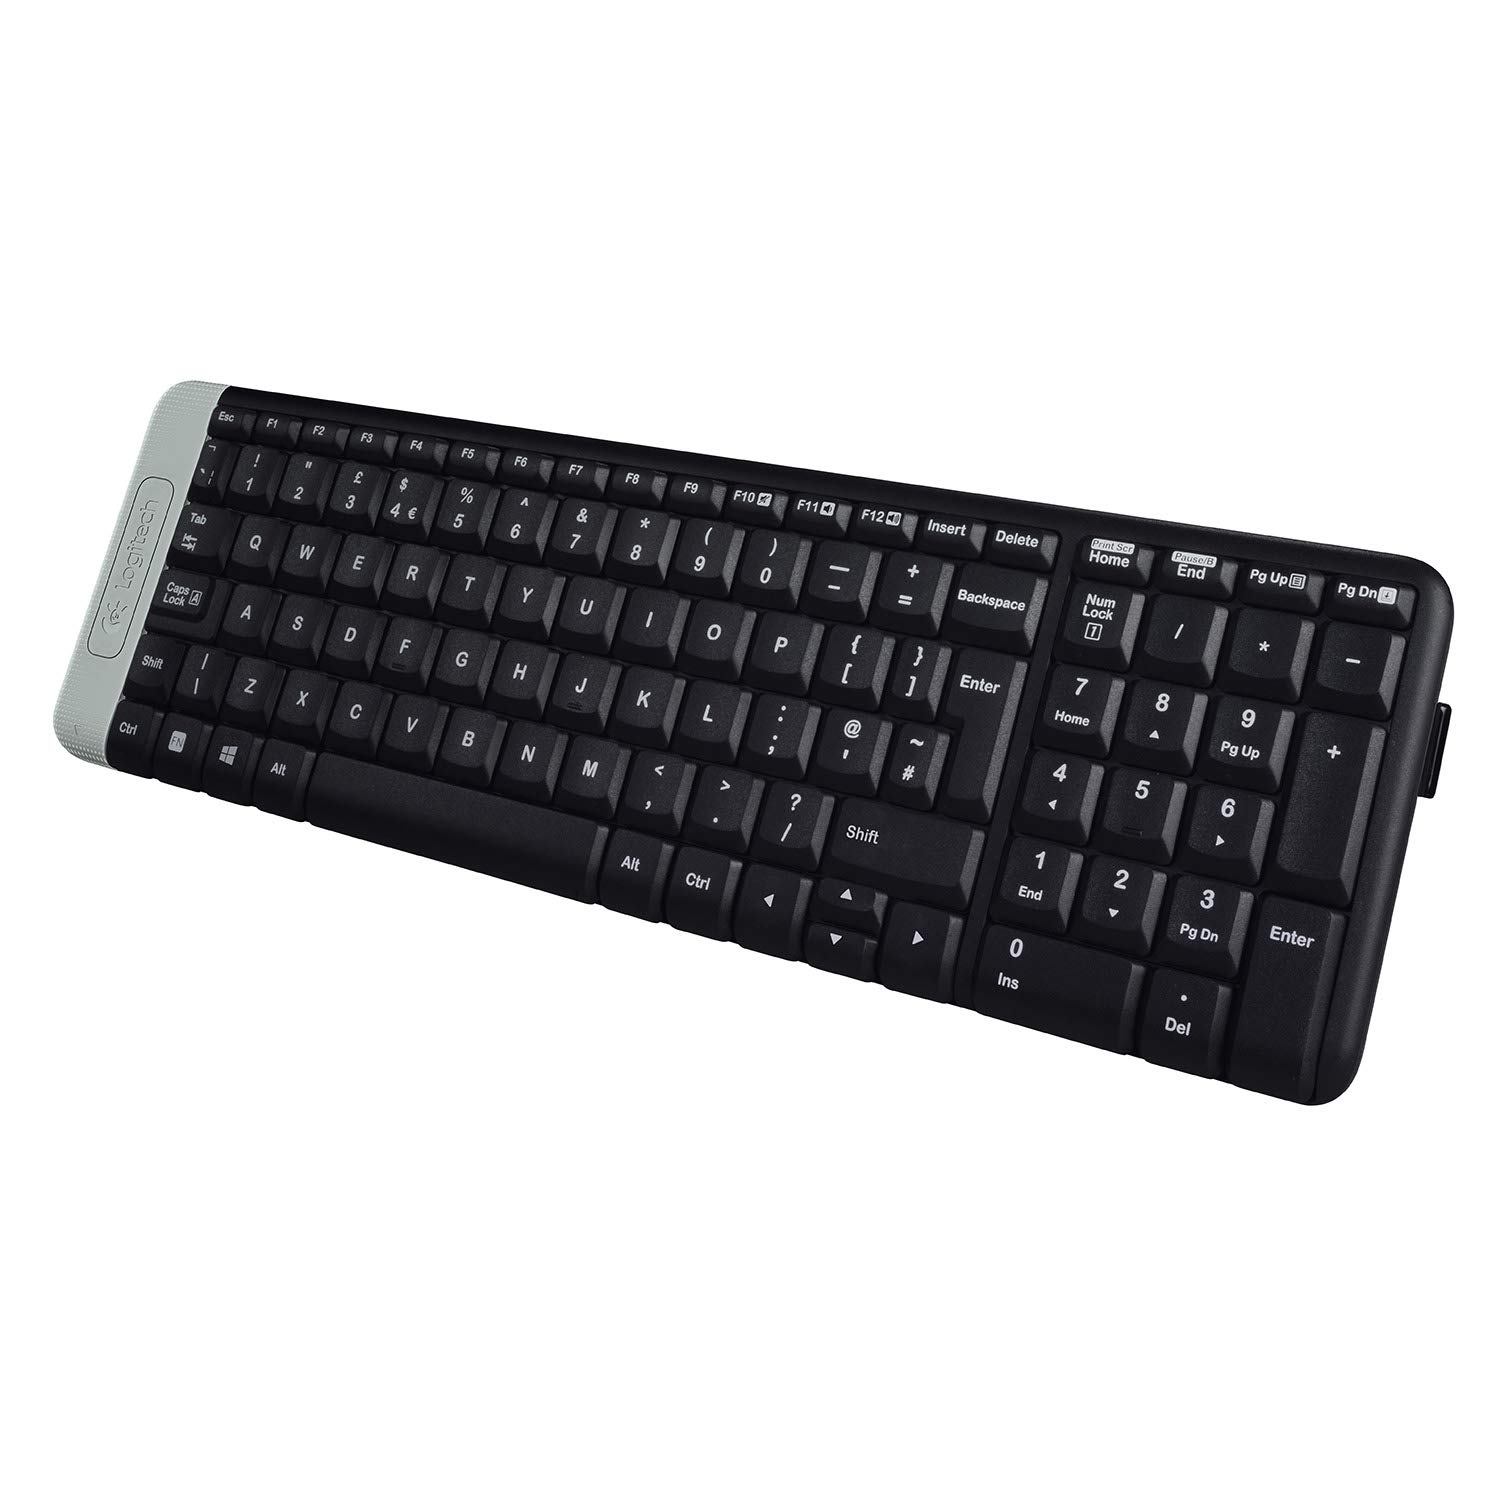 Logitech
Esc F1 F2 F3 F4 F5 F6 F7 F8 F9 F10 F11 F12 Insert Delete
Print Scr Pause/B
Home End Pg Up Pg Dn
! " £ $ % ^ & * ( ) — +
1 2 3 4 € 5 6 7 8 9 0 - = Backspace
Num Lock 1 / * −
Tab Q W E R T Y U I O P { [ } ] Enter
7 Home 8 9 Pg Up +
Caps Lock A A S D F G H J K L : ; @ ' ~ #
4 5 6
Shift | \ Z X C V B N M < , > . ? / Shift
1 End 2 3 Pg Dn Enter
Ctrl FN Alt Alt Ctrl
0 Ins . Del